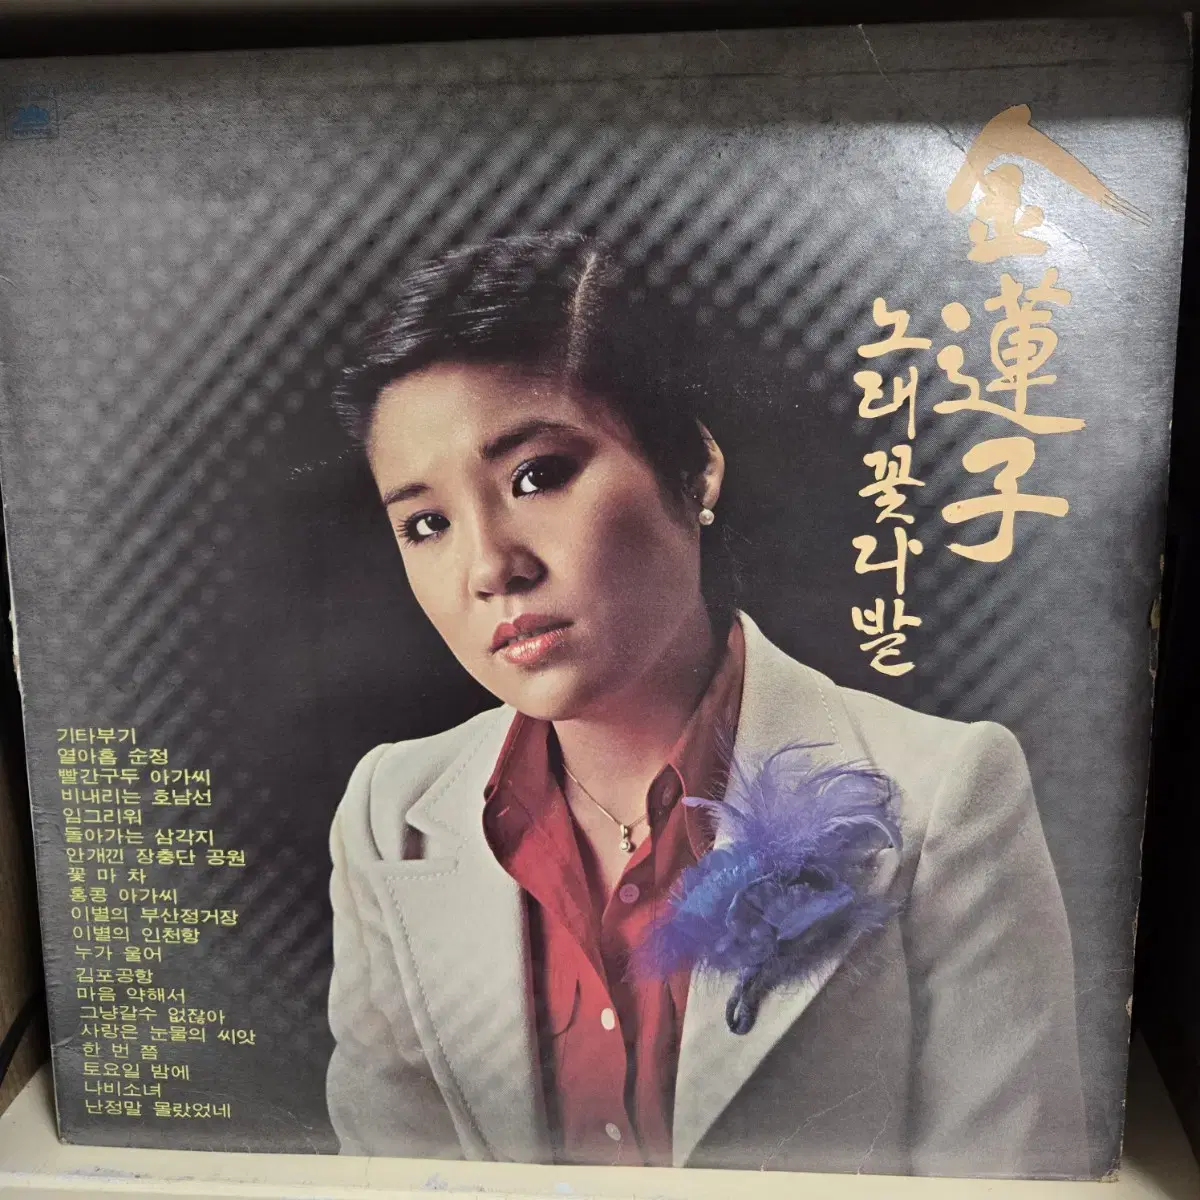 金蓮子
노래꽃다발
기타부기
열아홉 순정
빨간구두 아가씨
비내리는 호남선
임그리워
돌아가는 삼각지
안개낀 장충단 공원
꽃 마 차
홍콩 아가씨
이별의 부산정거장
이별의 인천항
누가 울어
김포공항
마음 약해서
그냥갈수 없잖아
사랑은 눈물의 씨앗
한 번 쯤
토요일 밤에
나비소녀
난정말 몰랐었네